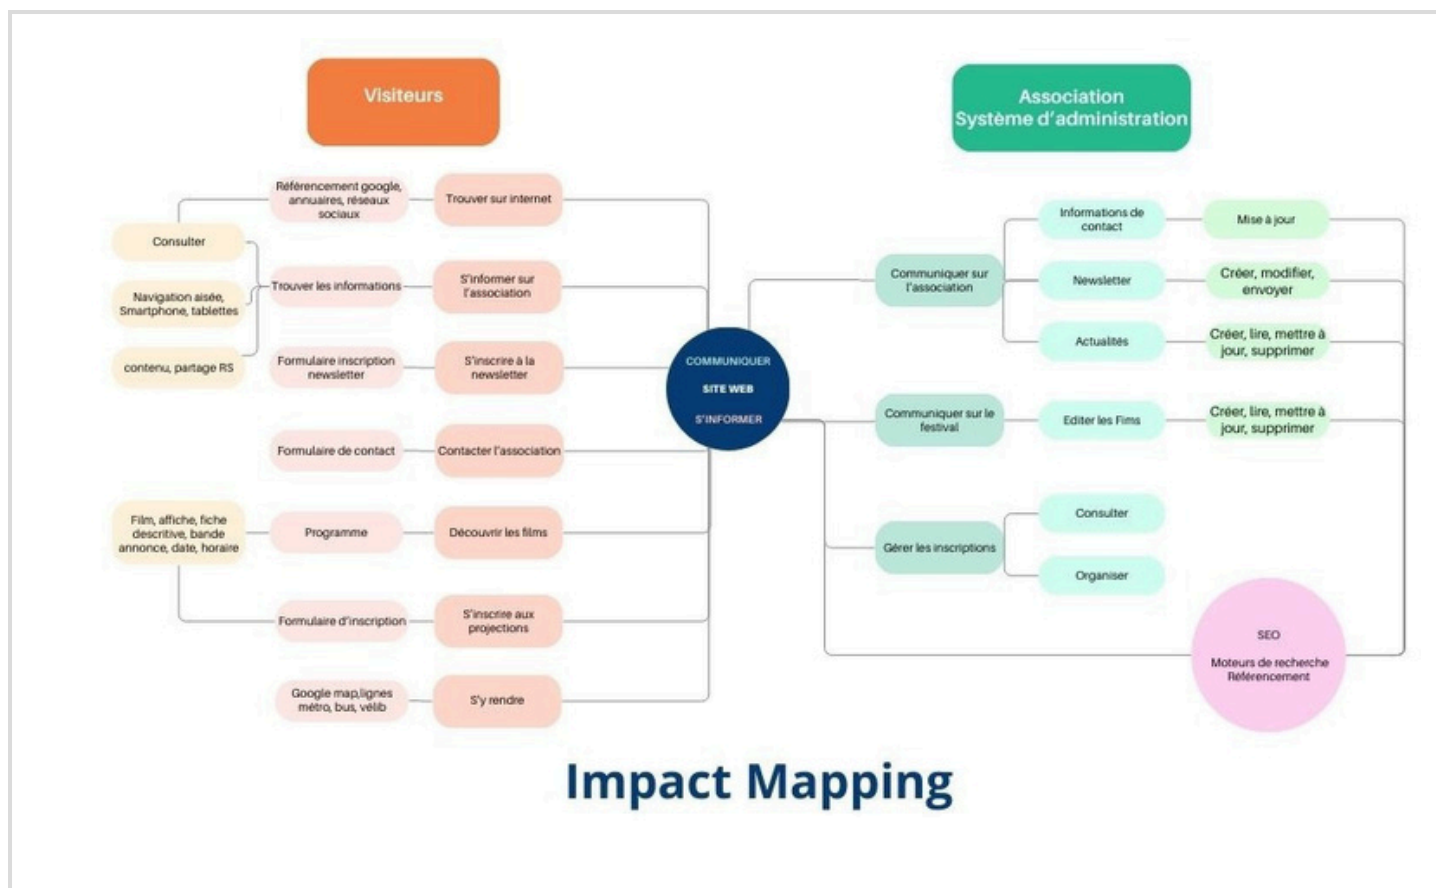 Visiteurs
Association
Système d'administration
Référencement google,
annuaires, réseaux
sociaux
Trouver sur internet
Consulter
Trouver les informations
S'informer sur
l'association
Navigation aisée,
Smartphone, tablettes
contenu, partage RS
Formulaire inscription
newsletter
S'inscrire à la
newsletter
Formulaire de contact
Contacter l'association
Film, affiche, fiche
descritive, bande
annonce, date, horaire
Programme
Découvrir les films
Formulaire d'inscription
S'inscrire aux
projections
Google map,lignes
métro, bus, vélib
S'y rendre
COMMUNIQUER
SITE WEB
S'INFORMER
Communiquer sur
l'association
Informations de
contact
Mise à jour
Newsletter
Créer, modifier,
envoyer
Actualités
Créer, lire, mettre à
jour, supprimer
Communiquer sur le
festival
Editer les Fims
Créer, lire, mettre à
jour, supprimer
Gérer les inscriptions
Consulter
Organiser
SEO
Moteurs de recherche
Référencement
Impact Mapping